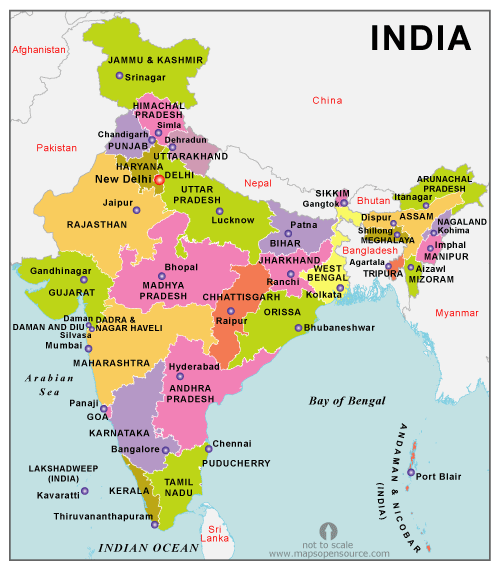 INDIA
Afghanistan
JAMMU & KASHMIR
Srinagar
China
HIMACHAL
PRADESH
Simla
Chandigarh
PUNJAB
Dehradun
UTTARAKHAND
Pakistan
HARYANA
DELHI
New Delhi
UTTAR
PRADESH
Nepal
ARUNACHAL
PRADESH
SIKKIM
Gangtok
Bhutan
Itanagar
Jaipur
RAJASTHAN
Lucknow
Dispur
ASSAM
NAGALAND
Kohima
Patna
BIHAR
Shillong
MEGHALAYA
Imphal
MANIPUR
Bangladesh
Gandhinagar
GUJARAT
Bhopal
MADHYA
PRADESH
JHARKHAND
Ranchi
WEST
BENGAL
Kolkata
Agartala
TRIPURA
Aizawl
MIZORAM
CHHATTISGARH
Raipur
ORISSA
Bhubaneshwar
Myanmar
Daman
DAMAN AND DIU
DADRA &
NAGAR HAVELI
Silvasa
Mumbai
MAHARASHTRA
Arabian
Sea
Hyderabad
ANDHRA
PRADESH
Bay of Bengal
Panaji
GOA
KARNATAKA
Bangalore
Chennai
PUDUCHERRY
LAKSHADWEEP
(INDIA)
Kavaratti
KERALA
TAMIL
NADU
Thiruvananthapuram
ANDAMAN & NICOBAR
(INDIA)
Port Blair
Sri
Lanka
INDIAN OCEAN
not to scale
www.mapsopensource.com